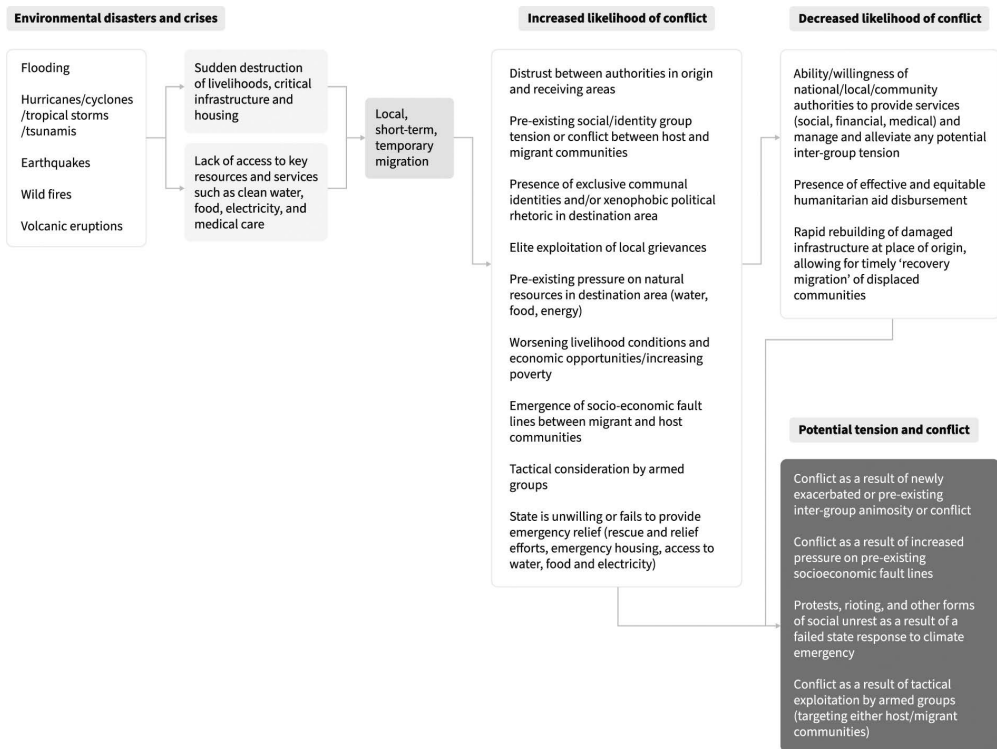 Environmental disasters and crises
Flooding
Hurricanes/cyclones
/tropical storms
/tsunamis
Earthquakes
Wild fires
Volcanic eruptions
Sudden destruction
of livelihoods, critical
infrastructure and
housing
Lack of access to key
resources and services
such as clean water,
food, electricity, and
medical care
Local,
short-term,
temporary
migration
Increased likelihood of conflict
Distrust between authorities in origin
and receiving areas
Pre-existing social/identity group
tension or conflict between host and
migrant communities
Presence of exclusive communal
identities and/or xenophobic political
rhetoric in destination area
Elite exploitation of local grievances
Pre-existing pressure on natural
resources in destination area (water,
food, energy)
Worsening livelihood conditions and
economic opportunities/increasing
poverty
Emergence of socio-economic fault
lines between migrant and host
communities
Tactical consideration by armed
groups
State is unwilling or fails to provide
emergency relief (rescue and relief
efforts, emergency housing, access to
water, food and electricity)
Decreased likelihood of conflict
Ability/willingness of
national/local/community
authorities to provide services
(social, financial, medical) and
manage and alleviate any potential
inter-group tension
Presence of effective and equitable
humanitarian aid disbursement
Rapid rebuilding of damaged
infrastructure at place of origin,
allowing for timely ‘recovery
migration’ of displaced
communities
Potential tension and conflict
Conflict as a result of newly
exacerbated or pre-existing
inter-group animosity or conflict
Conflict as a result of increased
pressure on pre-existing
socioeconomic fault lines
Protests, rioting, and other forms
of social unrest as a result of a
failed state response to climate
emergency
Conflict as a result of tactical
exploitation by armed groups
(targeting either host/migrant
communities)